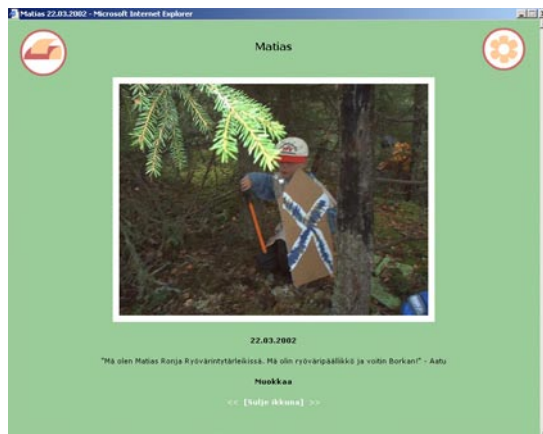 Matias 22.03.2002 - Microsoft Internet Explorer
Matias
22.03.2002
"Mä olen Matias Ronja Ryövärintytärleikissä. Mä olin ryöväripäällikkö ja voitin Borkan!" - Aatu
Muokkaa
<< [Sulje ikkuna] >>